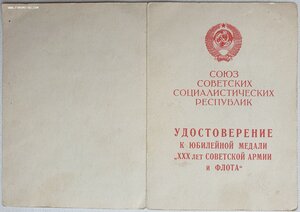 СОЮЗ
СОВЕТСКИХ
СОЦИАЛИСТИЧЕСКИХ
РЕСПУБЛИК
УДОСТОВЕРЕНИЕ
К ЮБИЛЕЙНОЙ МЕДАЛИ
„XXX ЛЕТ СОВЕТСКОЙ АРМИИ
И ФЛОТА“